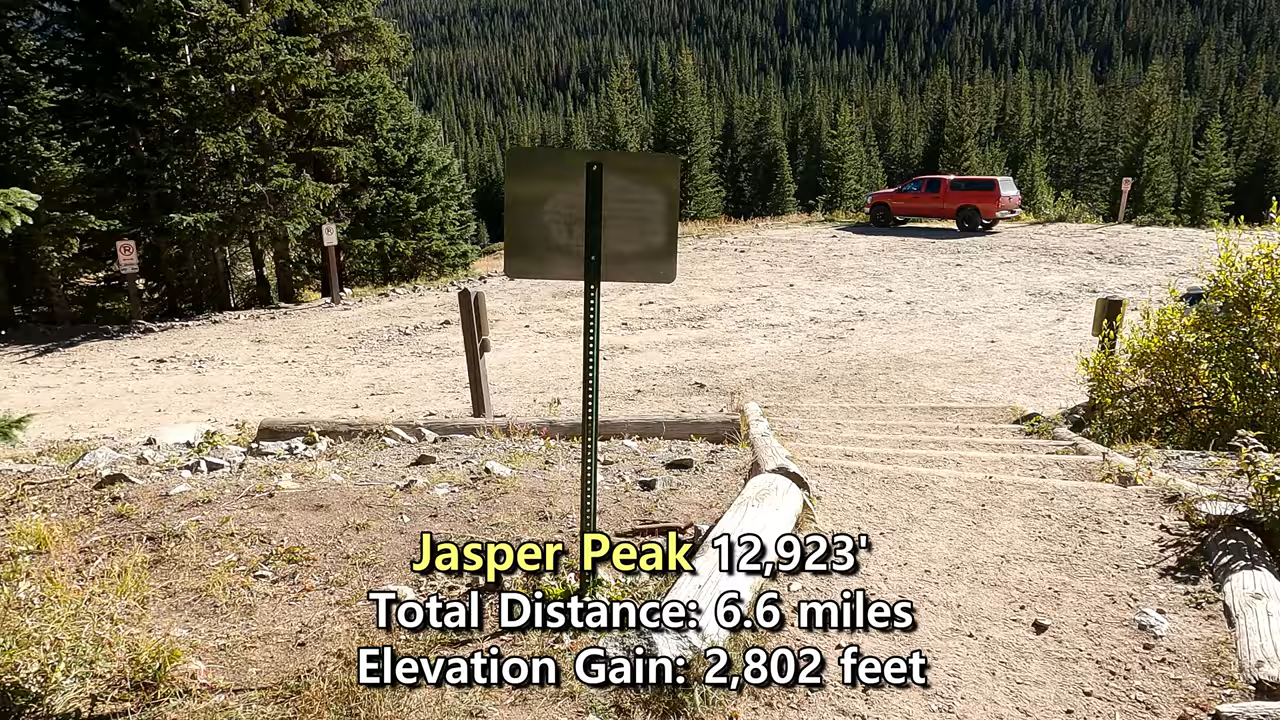 Jasper Peak 12,923'
Total Distance: 6.6 miles
Elevation Gain: 2,802 feet